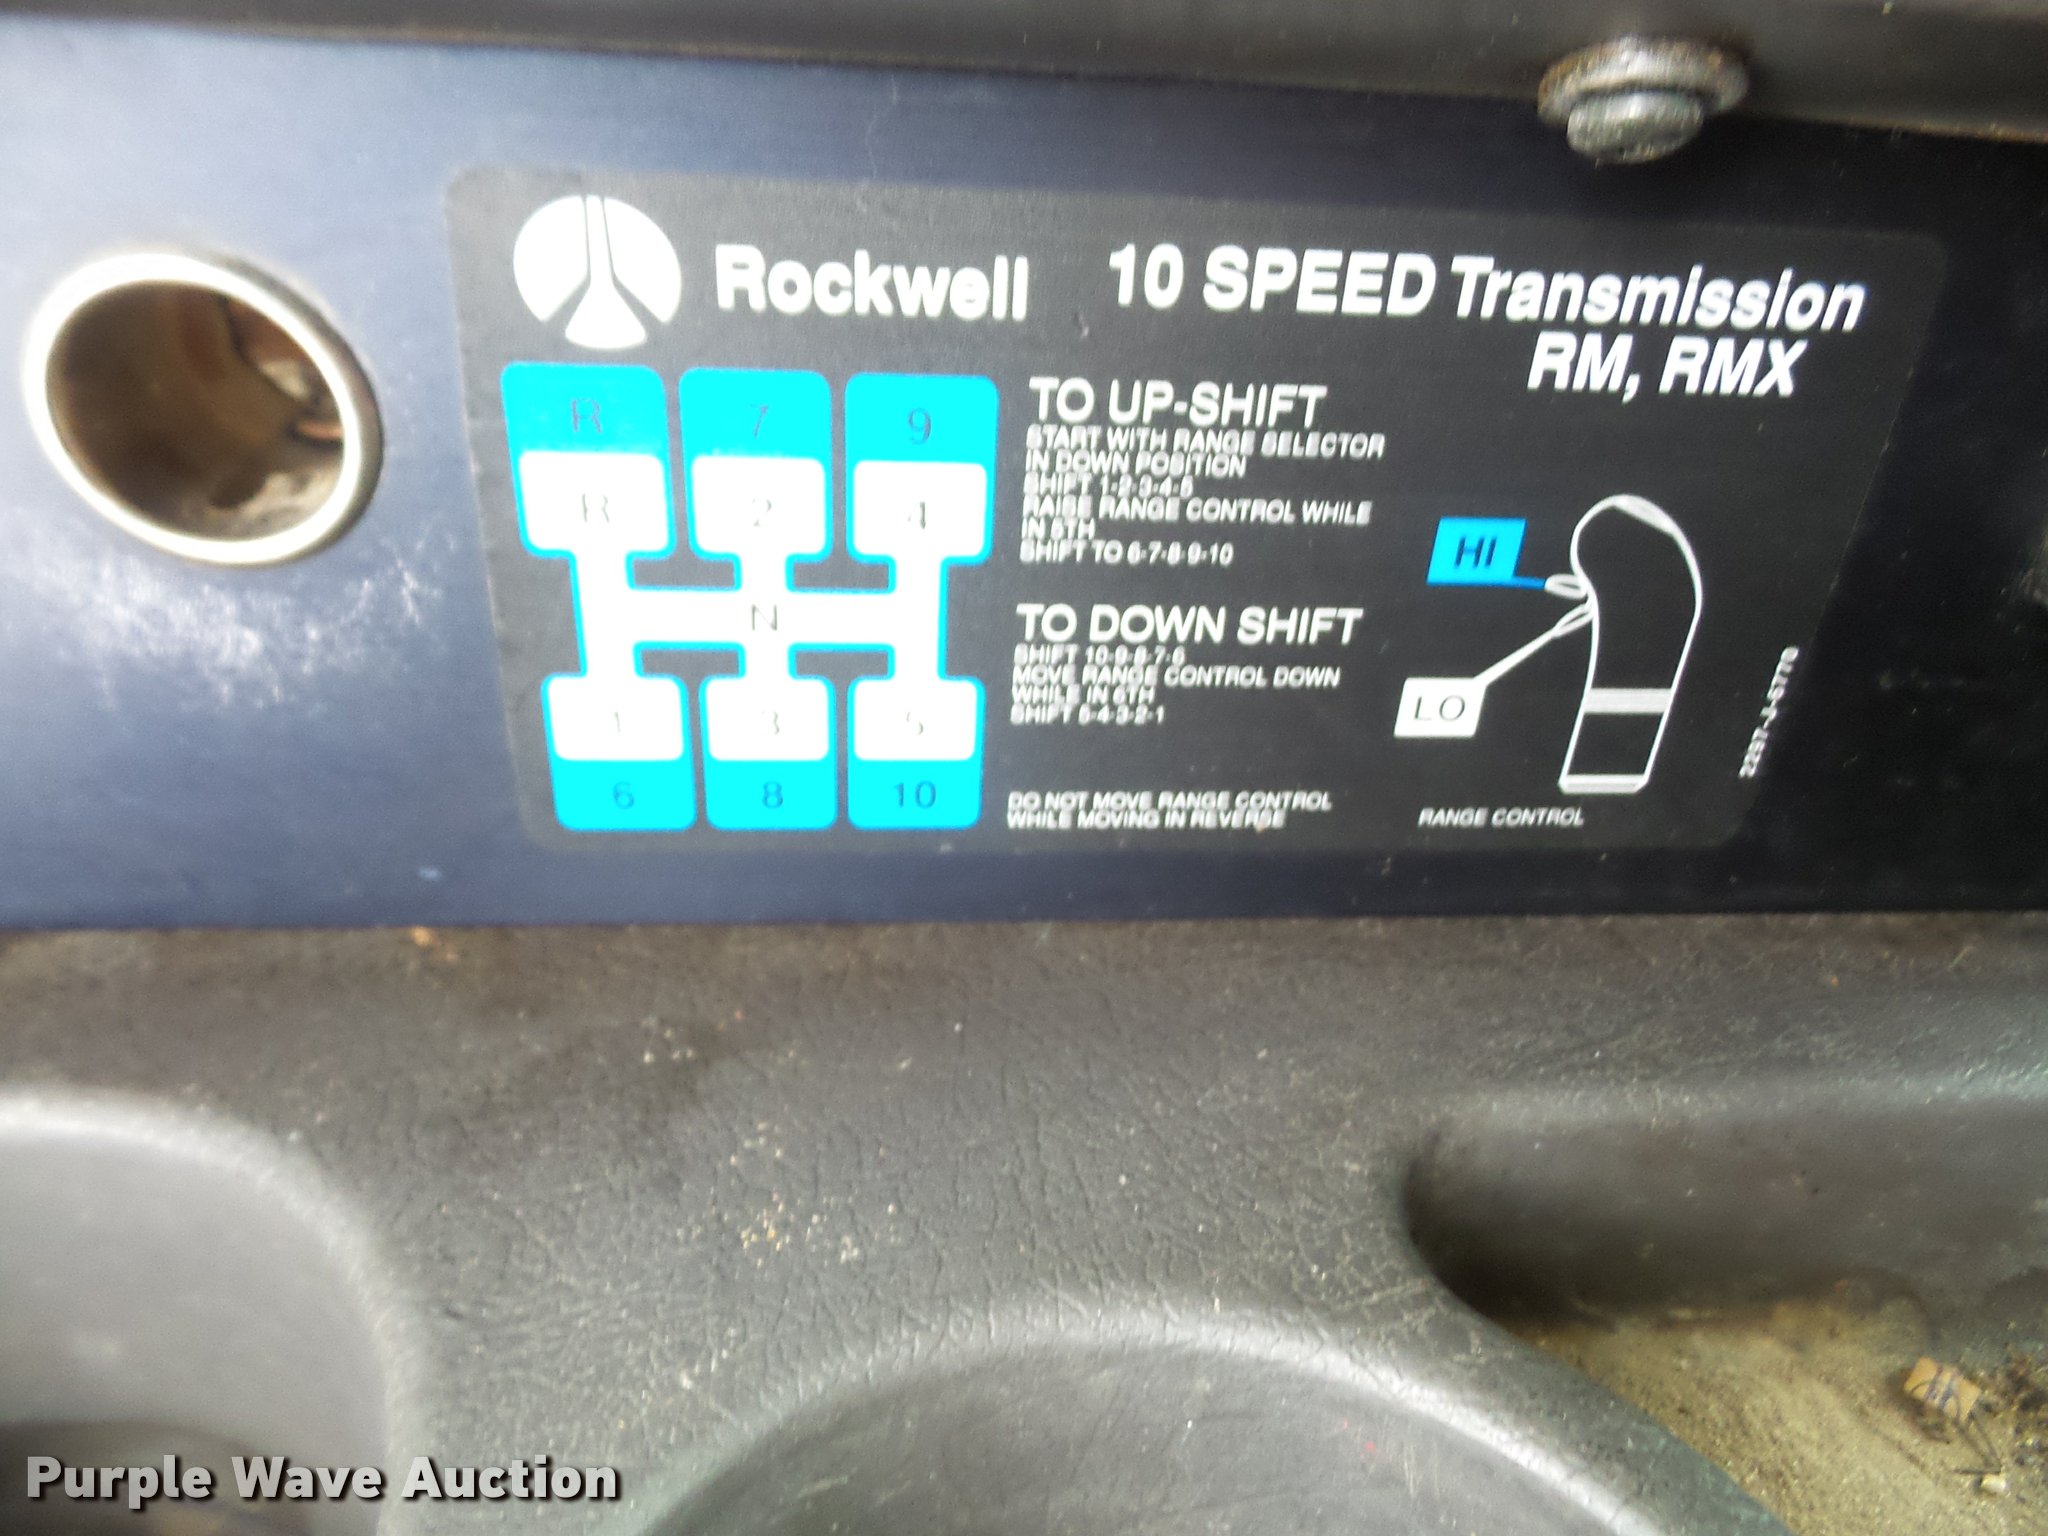 Rockwell 10 SPEED Transmission
RM, RMX
R 7 9
R 2 4
N
1 3 5
6 8 10
TO UP-SHIFT
START WITH RANGE SELECTOR
IN DOWN POSITION
SHIFT 1-2-3-4-5
RAISE RANGE CONTROL WHILE
IN 5TH
SHIFT TO 6-7-8-9-10
TO DOWN SHIFT
SHIFT 10-9-8-7-6
MOVE RANGE CONTROL DOWN
WHILE IN 6TH
SHIFT 5-4-3-2-1
DO NOT MOVE RANGE CONTROL
WHILE MOVING IN REVERSE
HI
LO
RANGE CONTROL
Purple Wave Auction